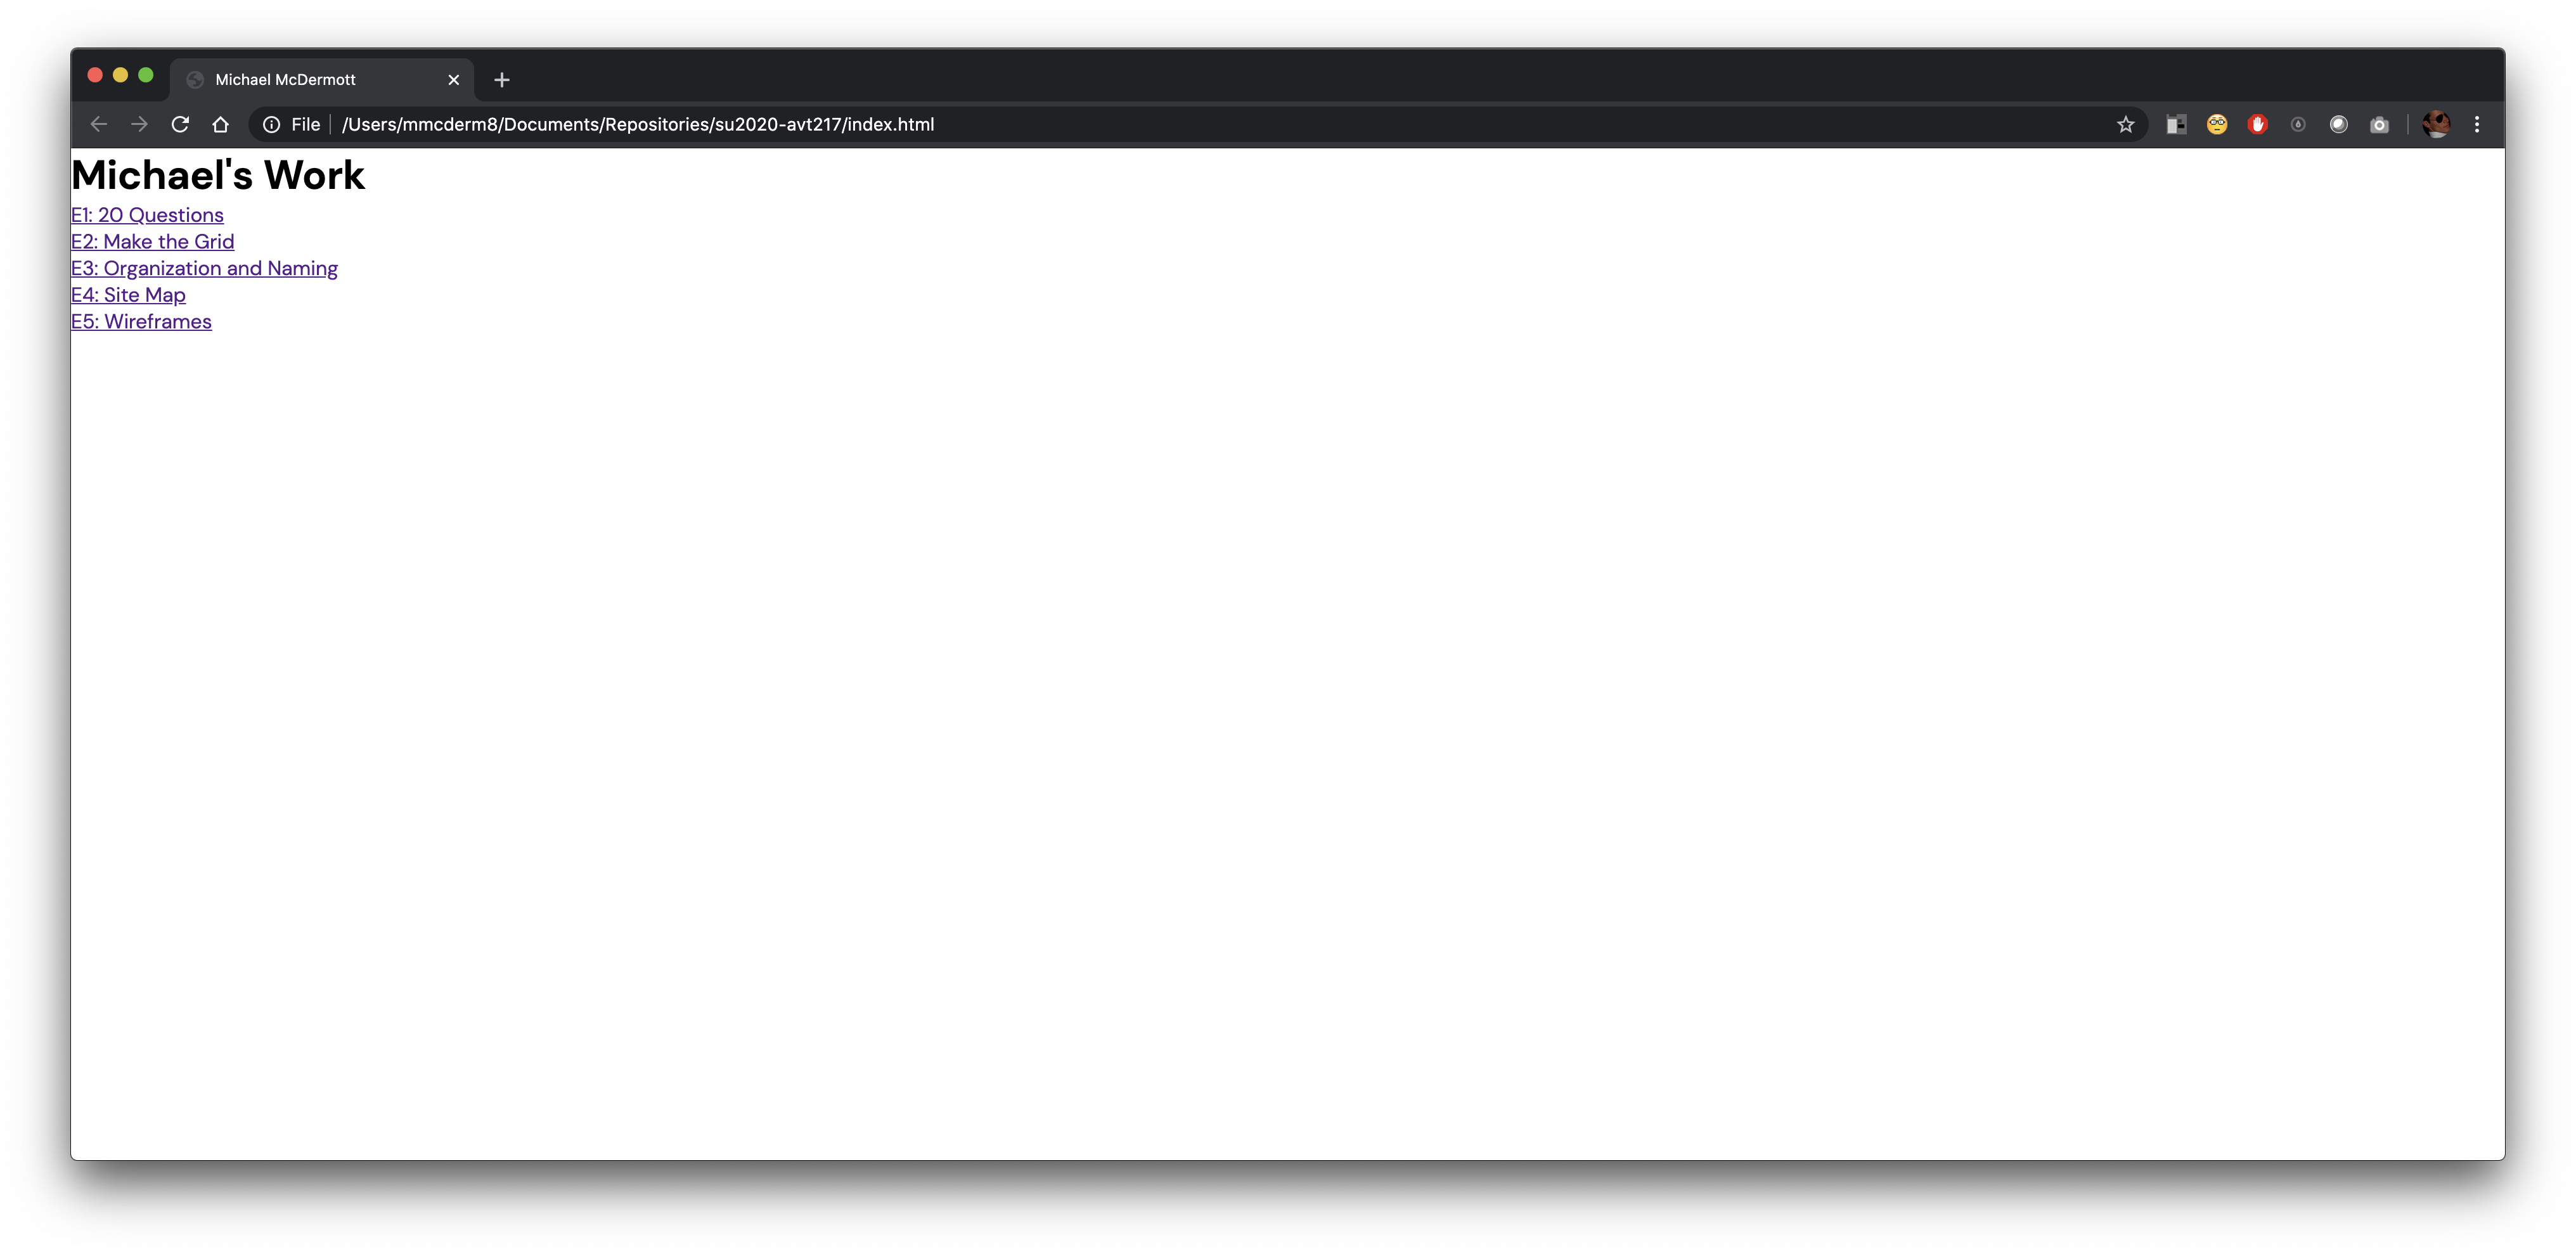 Michael McDermott
File /Users/mmcderm8/Documents/Repositories/su2020-avt217/index.html
Michael's Work
E1: 20 Questions
E2: Make the Grid
E3: Organization and Naming
E4: Site Map
E5: Wireframes